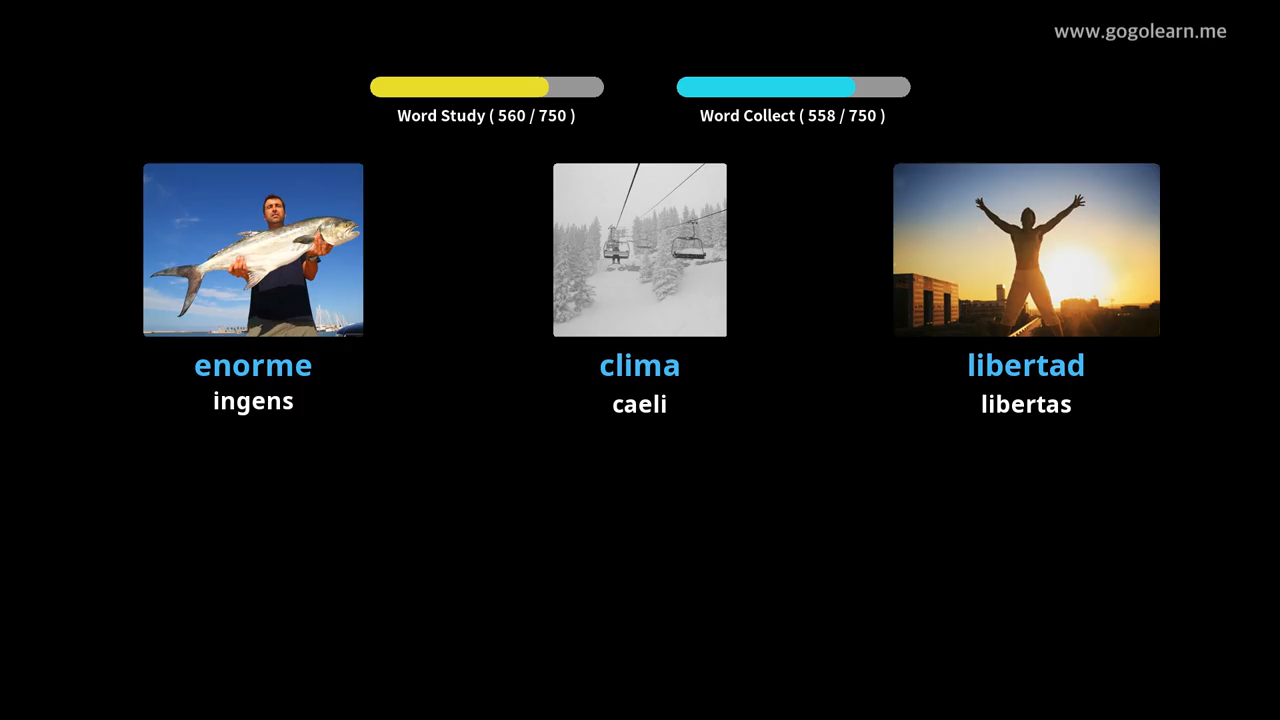 www.gogolearn.me
Word Study ( 560 / 750 )
Word Collect ( 558 / 750 )
enorme
ingens
clima
caeli
libertad
libertas